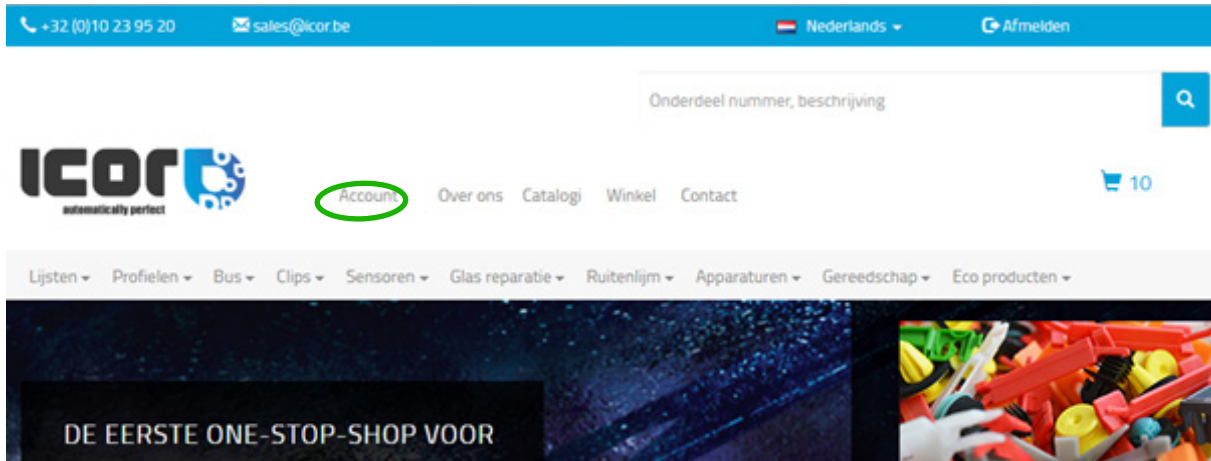 +32 (0)10 23 95 20 sales@icor.be Nederlands Afmelden
Onderdeel nummer, beschrijving
ICOR
automatically perfect
Account Over ons Catalogi Winkel Contact
10
Lijsten Profielen Bus Clips Sensoren Glas reparatie Ruitenlijm Apparaturen Gereedschap Eco producten
DE EERSTE ONE-STOP-SHOP VOOR